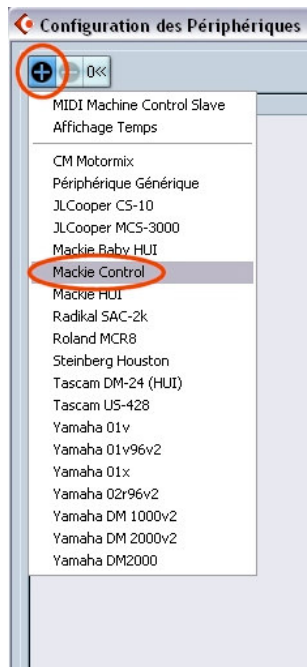 Configuration des Périphériques
0<<
MIDI Machine Control Slave
Affichage Temps
CM Motormix
Périphérique Générique
JLCooper CS-10
JLCooper MCS-3000
Mackie Baby HUI
Mackie Control
Mackie HUI
Radikal SAC-2k
Roland MCR8
Steinberg Houston
Tascam DM-24 (HUI)
Tascam US-428
Yamaha 01v
Yamaha 01v96v2
Yamaha 01x
Yamaha 02r96v2
Yamaha DM 1000v2
Yamaha DM 2000v2
Yamaha DM2000